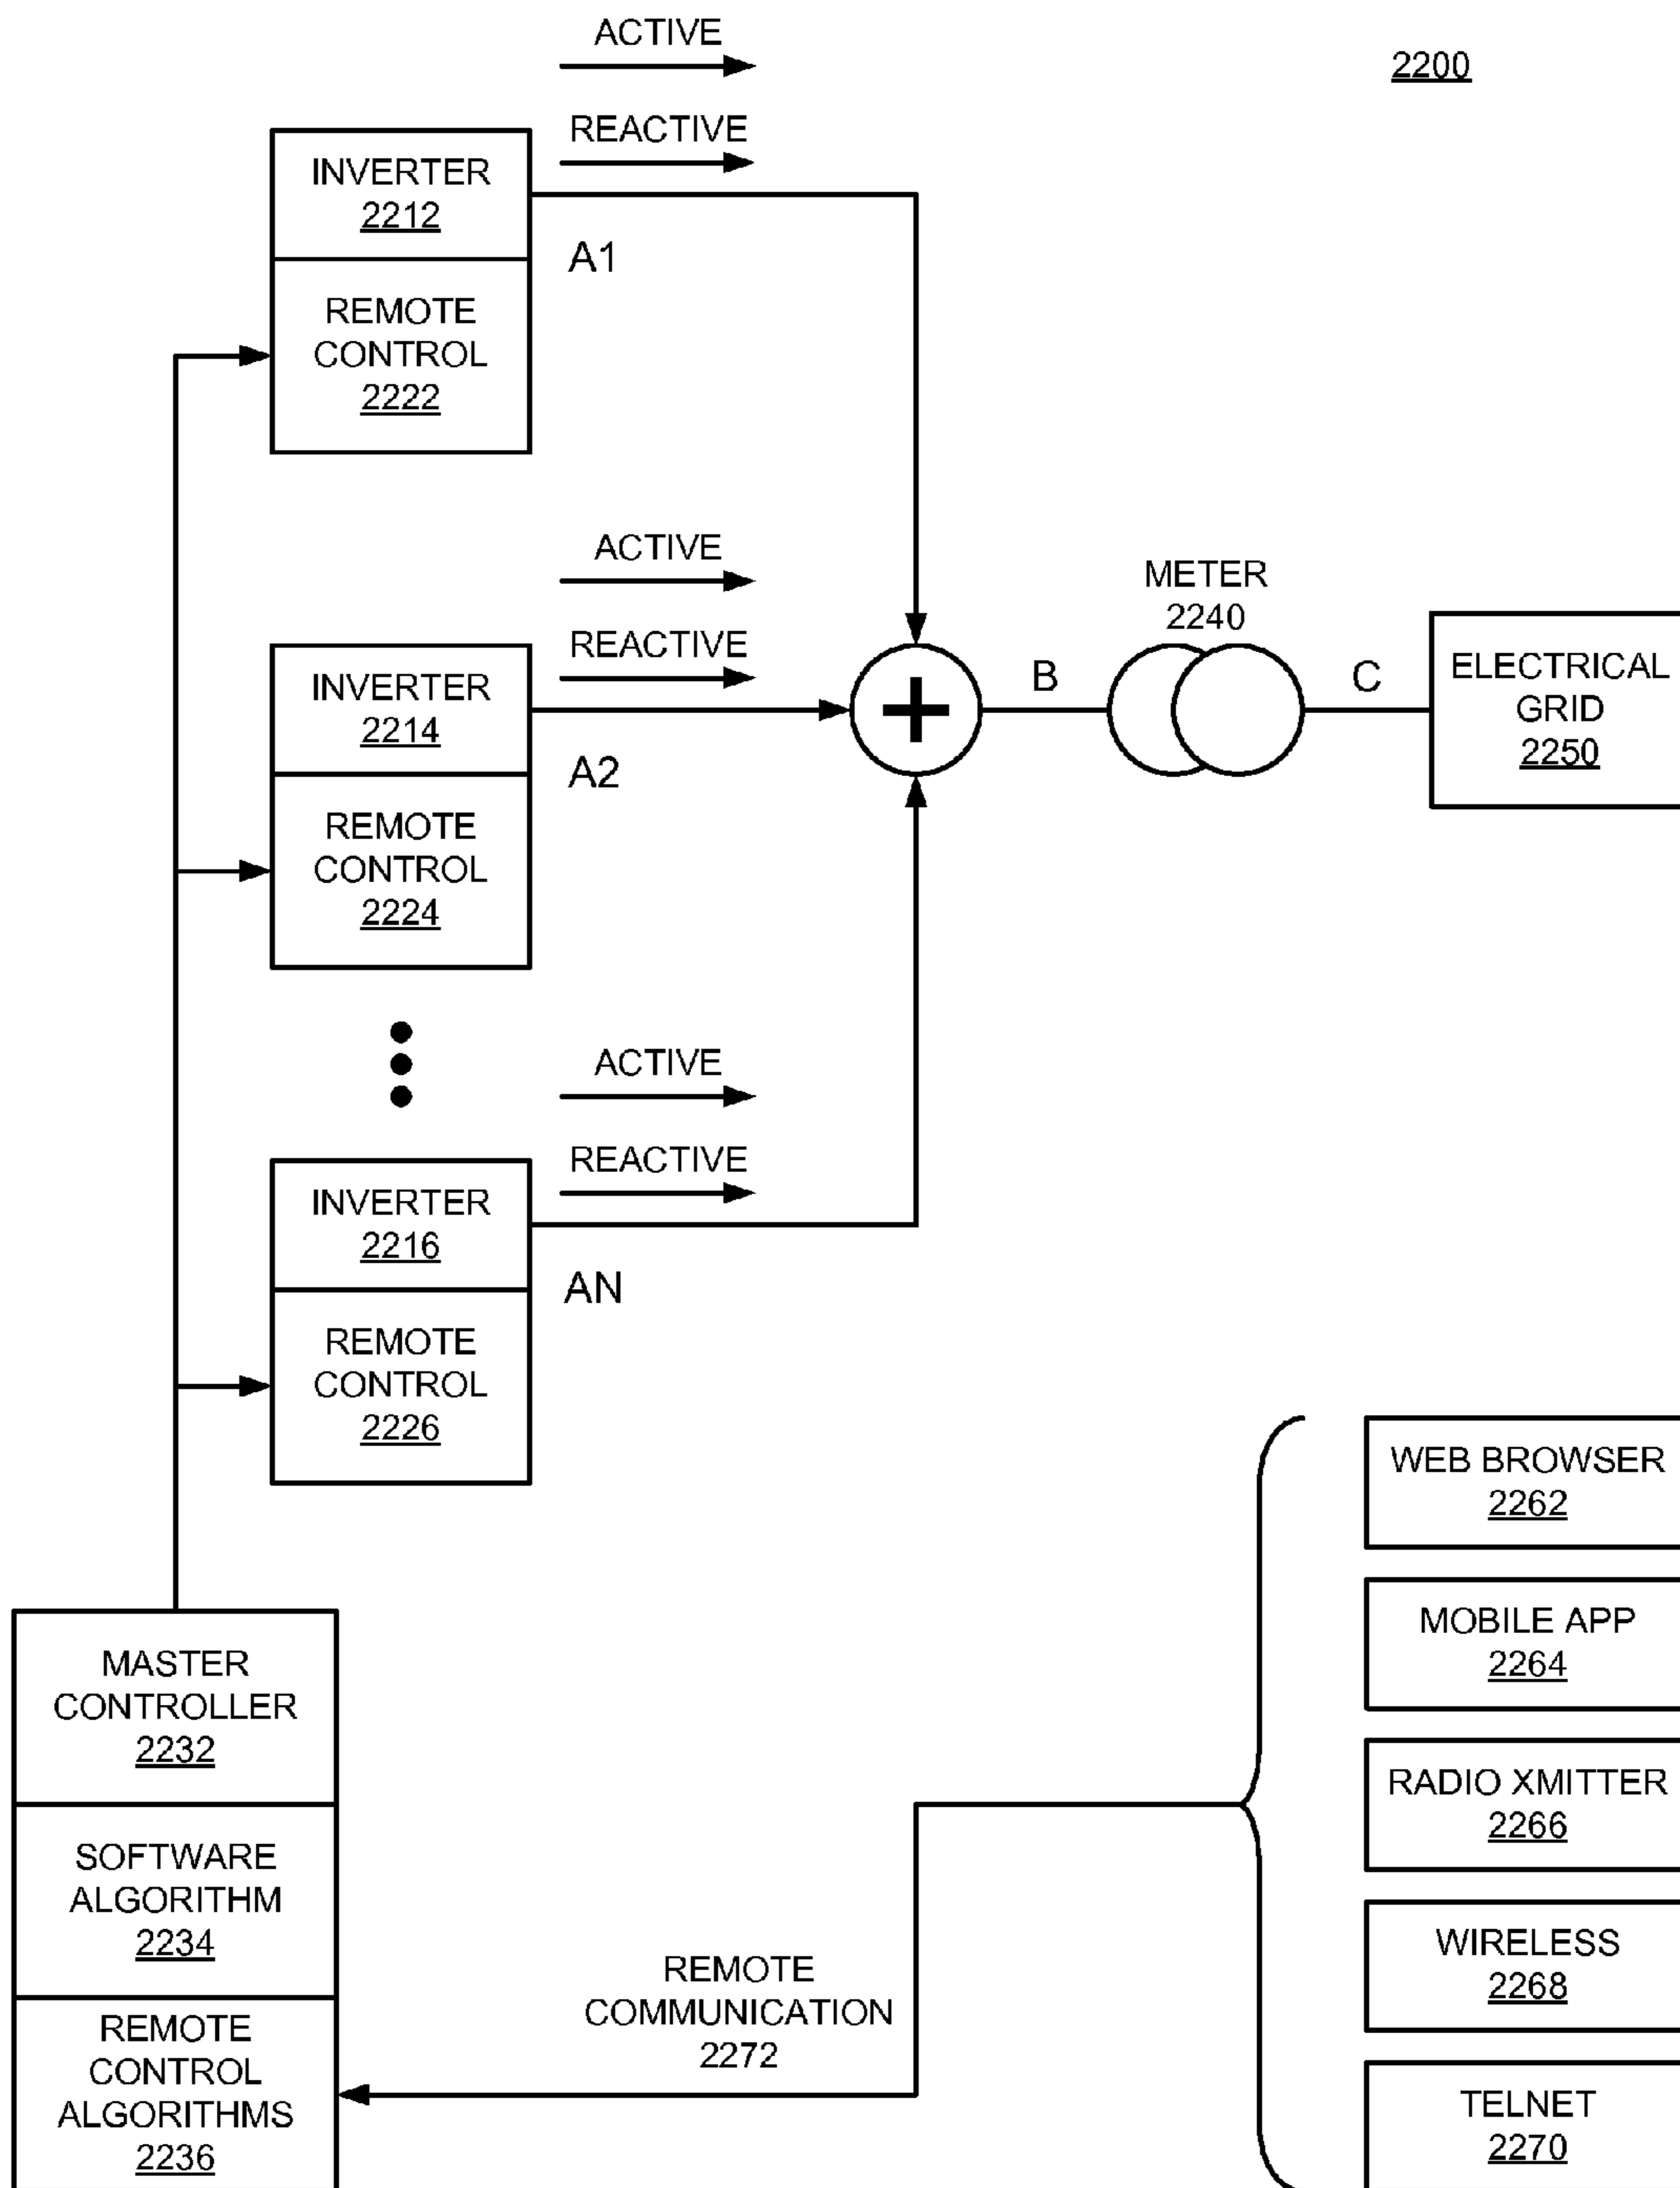 2200
ACTIVE
REACTIVE
INVERTER
2212
A1
REMOTE
CONTROL
2222
ACTIVE
REACTIVE
INVERTER
2214
A2
REMOTE
CONTROL
2224
+
B
METER
2240
C
ELECTRICAL
GRID
2250
ACTIVE
REACTIVE
INVERTER
2216
AN
REMOTE
CONTROL
2226
MASTER
CONTROLLER
2232
SOFTWARE
ALGORITHM
2234
REMOTE
CONTROL
ALGORITHMS
2236
REMOTE
COMMUNICATION
2272
WEB BROWSER
2262
MOBILE APP
2264
RADIO XMITTER
2266
WIRELESS
2268
TELNET
2270